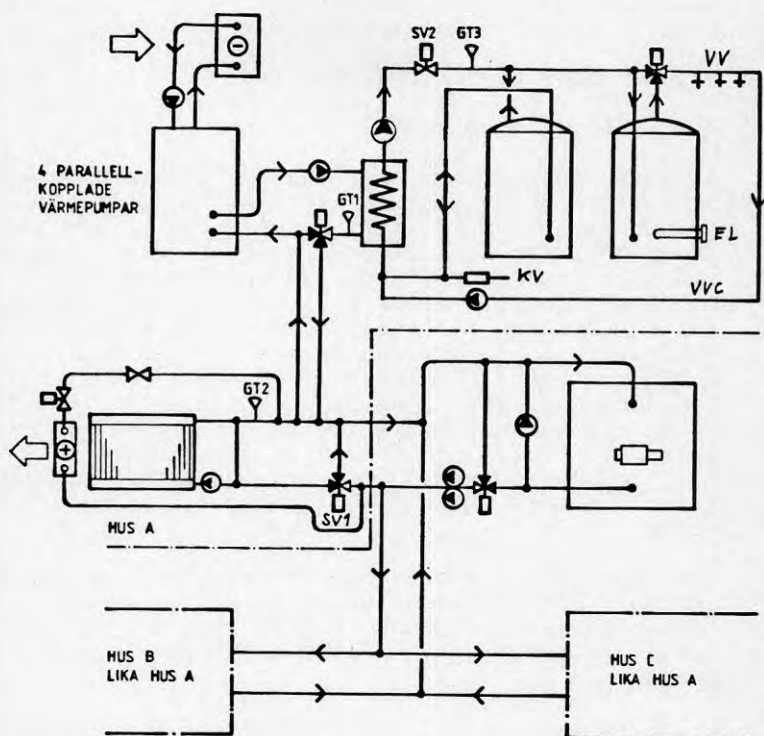 SV2
GT3
VV
4 PARALLELL-
KOPPLADE
VÄRMEPUMPAR
GT1
EL
KV
VVC
GT2
SV1
HUS A
HUS B
LIKA HUS A
HUS C
LIKA HUS A